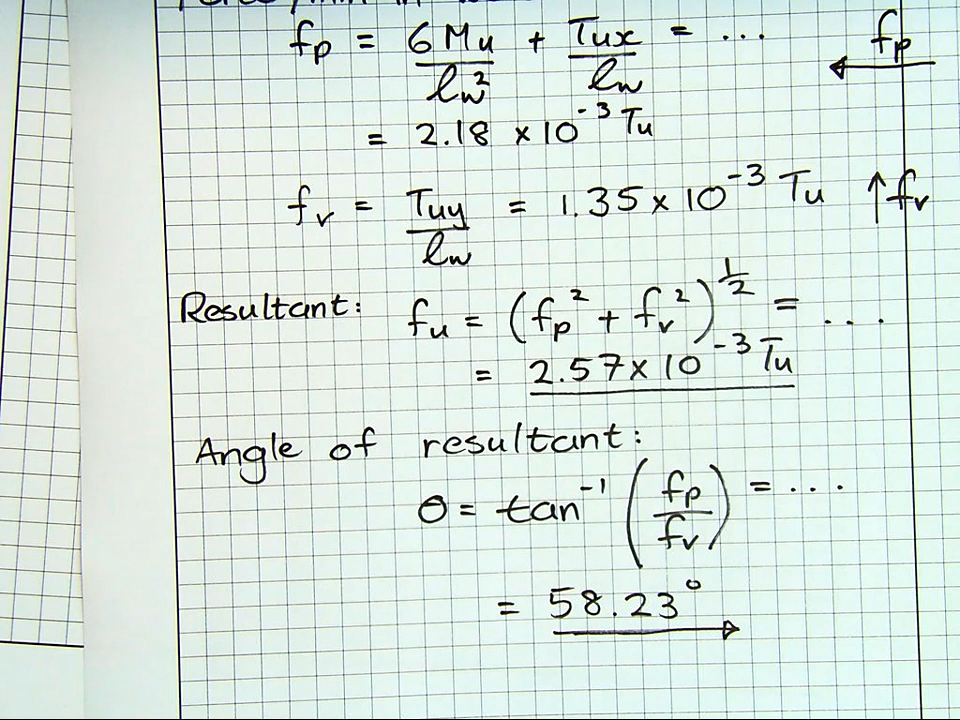 fp = 6Mu/lw² + Tux/lw = ... fp
= 2.18 × 10⁻³ Tu
fv = Tuy/lw = 1.35 × 10⁻³ Tu ↑fv
Resultant: fu = (fp² + fv²)^½ = ...
= 2.57 × 10⁻³ Tu
Angle of resultant:
θ = tan⁻¹ (fp/fv) = ...
= 58.23°